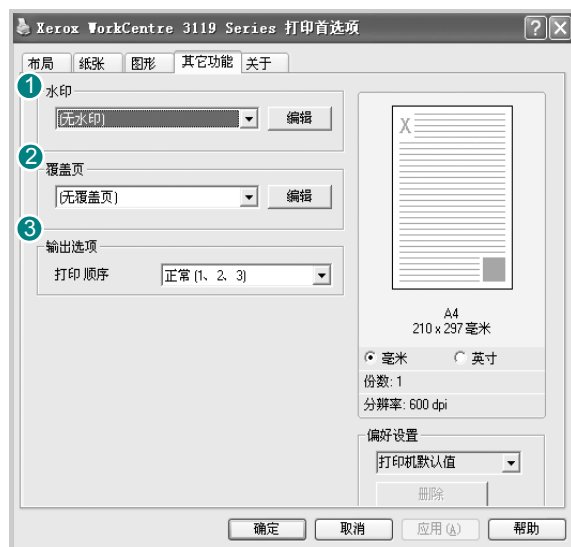 Xerox WorkCentre 3119 Series 打印首选项
布局 纸张 图形 其它功能 关于
1 水印
(无水印) 编辑
2 覆盖页
(无覆盖页) 编辑
3 输出选项
打印 顺序 正常 (1、2、3)
X
A4
210 x 297 毫米
毫米 英寸
份数: 1
分辨率: 600 dpi
偏好设置
打印机默认值
删除
确定 取消 应用(A) 帮助